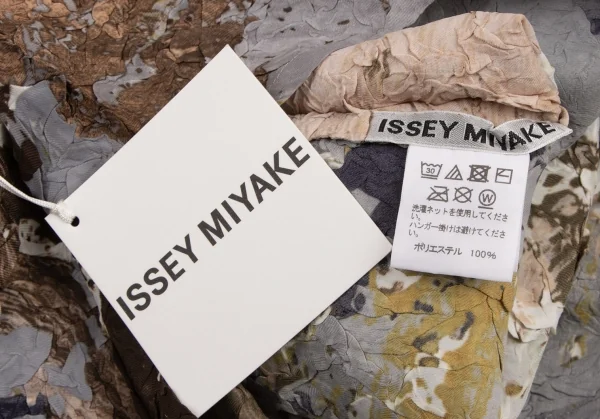 ISSEY MIYAKE
ISSEY MIYAKE
30
W
洗濯ネットを使用してくださ
い。
ハンガー掛けは避けてくださ
い。
ポリエステル 100%